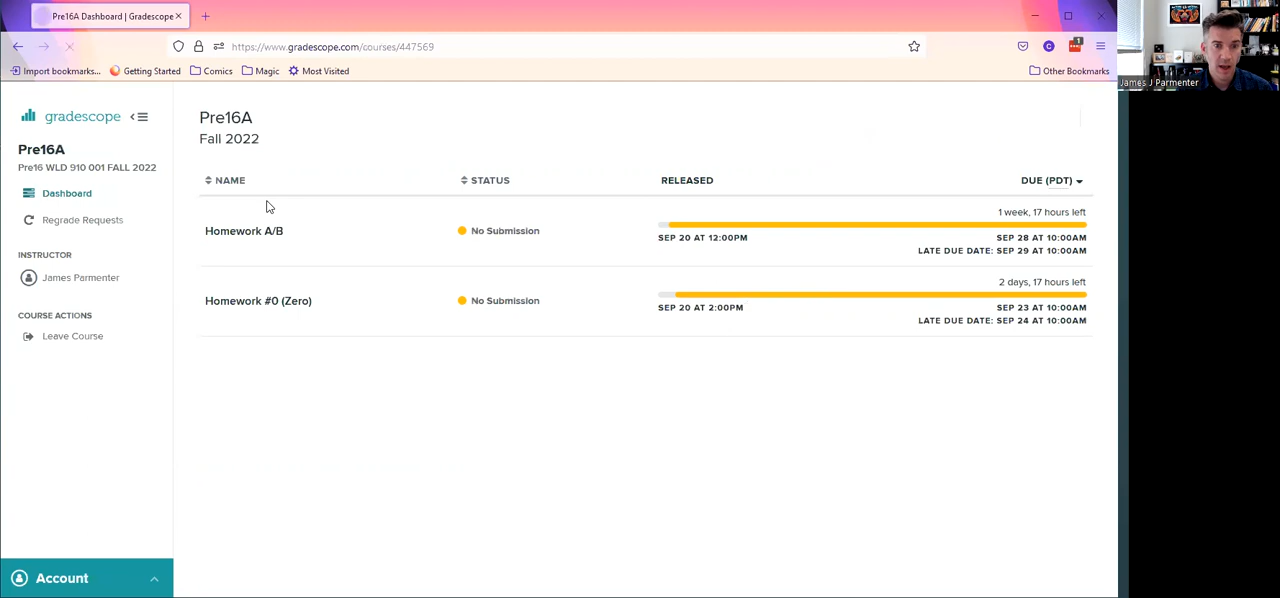 Pre16A Dashboard | Gradescope
https://www.gradescope.com/courses/447569
Import bookmarks... Getting Started Comics Magic Most Visited Other Bookmarks
James J Parmenter
gradescope
Pre16A
Pre16 WLD 910 001 FALL 2022
Dashboard
Regrade Requests
INSTRUCTOR
James Parmenter
COURSE ACTIONS
Leave Course
Account
Pre16A
Fall 2022
NAME STATUS RELEASED DUE (PDT)
1 week, 17 hours left
Homework A/B No Submission
SEP 20 AT 12:00PM SEP 28 AT 10:00AM
LATE DUE DATE: SEP 29 AT 10:00AM
2 days, 17 hours left
Homework #0 (Zero) No Submission
SEP 20 AT 2:00PM SEP 23 AT 10:00AM
LATE DUE DATE: SEP 24 AT 10:00AM